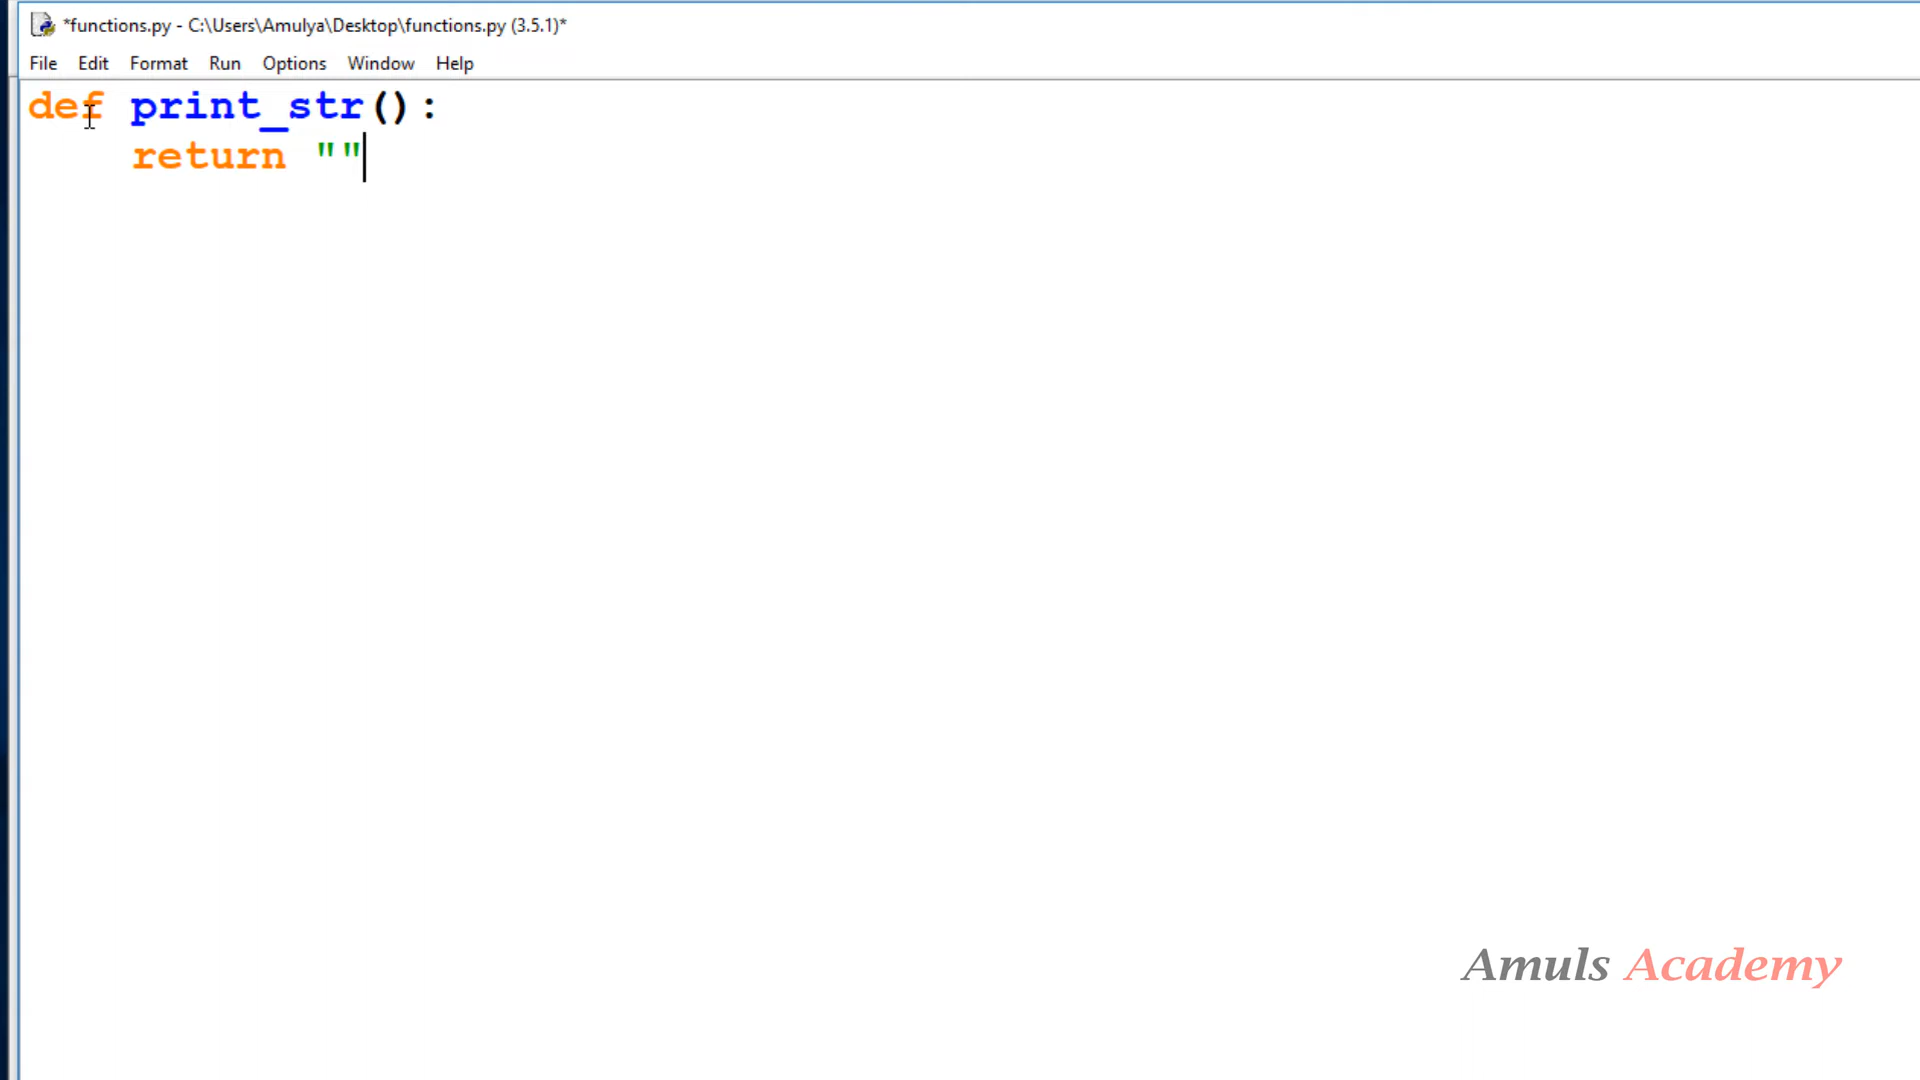 *functions.py - C:\Users\Amulya\Desktop\functions.py (3.5.1)*
File Edit Format Run Options Window Help
def print_str():
    return ""
Amuls Academy